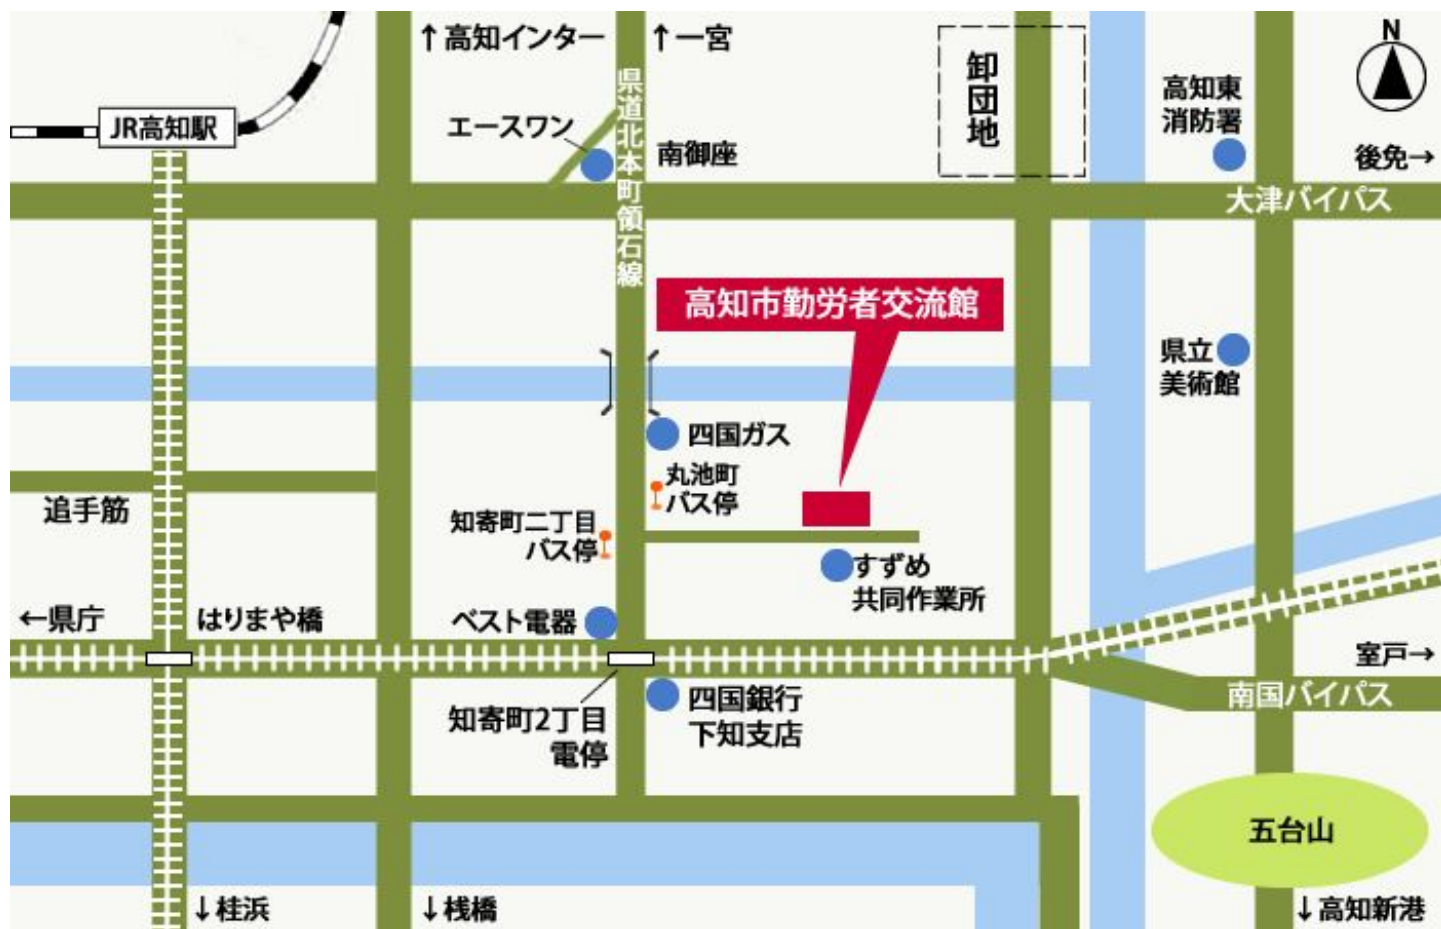 ↑高知インター
↑一宮
N
卸団地
高知東
消防署
JR高知駅
エースワン
南御座
後免→
県道北本町領石線
大津バイパス
高知市勤労者交流館
県立
美術館
四国ガス
丸池町
バス停
追手筋
知寄町二丁目
バス停
すずめ
共同作業所
←県庁
はりまや橋
ベスト電器
室戸→
南国バイパス
知寄町2丁目
電停
四国銀行
下知支店
五台山
↓桂浜
↓桟橋
↓高知新港